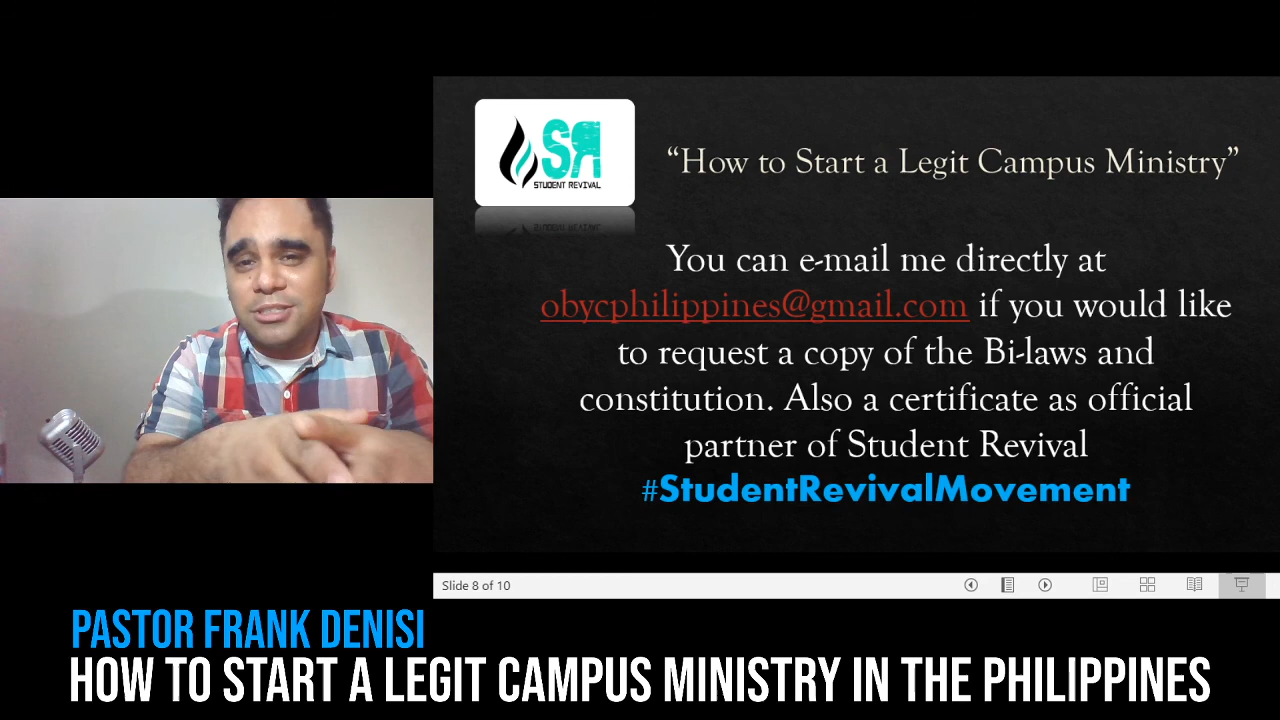 SR
STUDENT REVIVAL
“How to Start a Legit Campus Ministry”
You can e-mail me directly at
obycphilippines@gmail.com if you would like
to request a copy of the Bi-laws and
constitution. Also a certificate as official
partner of Student Revival
#StudentRevivalMovement
Slide 8 of 10
PASTOR FRANK DENISI
HOW TO START A LEGIT CAMPUS MINISTRY IN THE PHILIPPINES